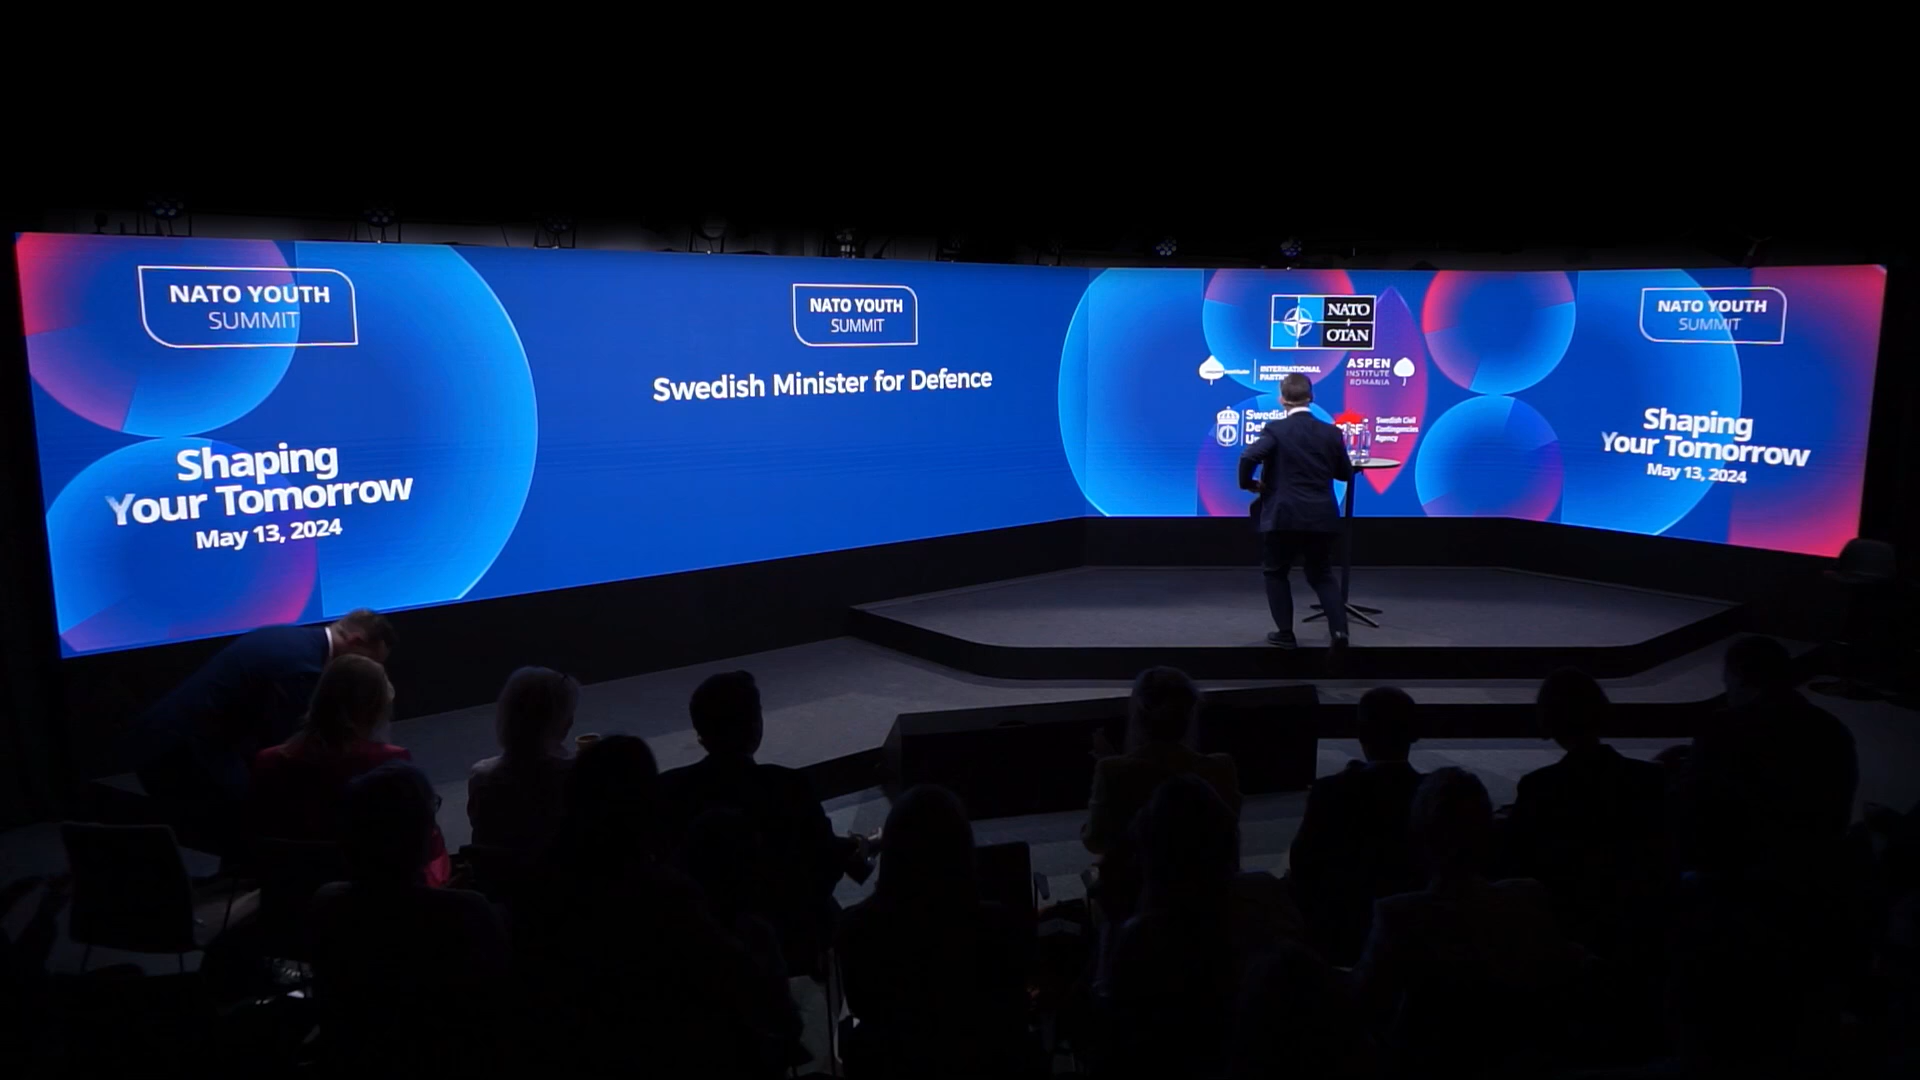 NATO YOUTH
SUMMIT
Shaping
Your Tomorrow
May 13, 2024
NATO YOUTH
SUMMIT
Swedish Minister for Defence
NATO
OTAN
INTERNATIONAL
ASPEN
INSTITUTE
ROMANIA
Swedish Civil
Contingencies
Agency
NATO YOUTH
SUMMIT
Shaping
Your Tomorrow
May 13, 2024